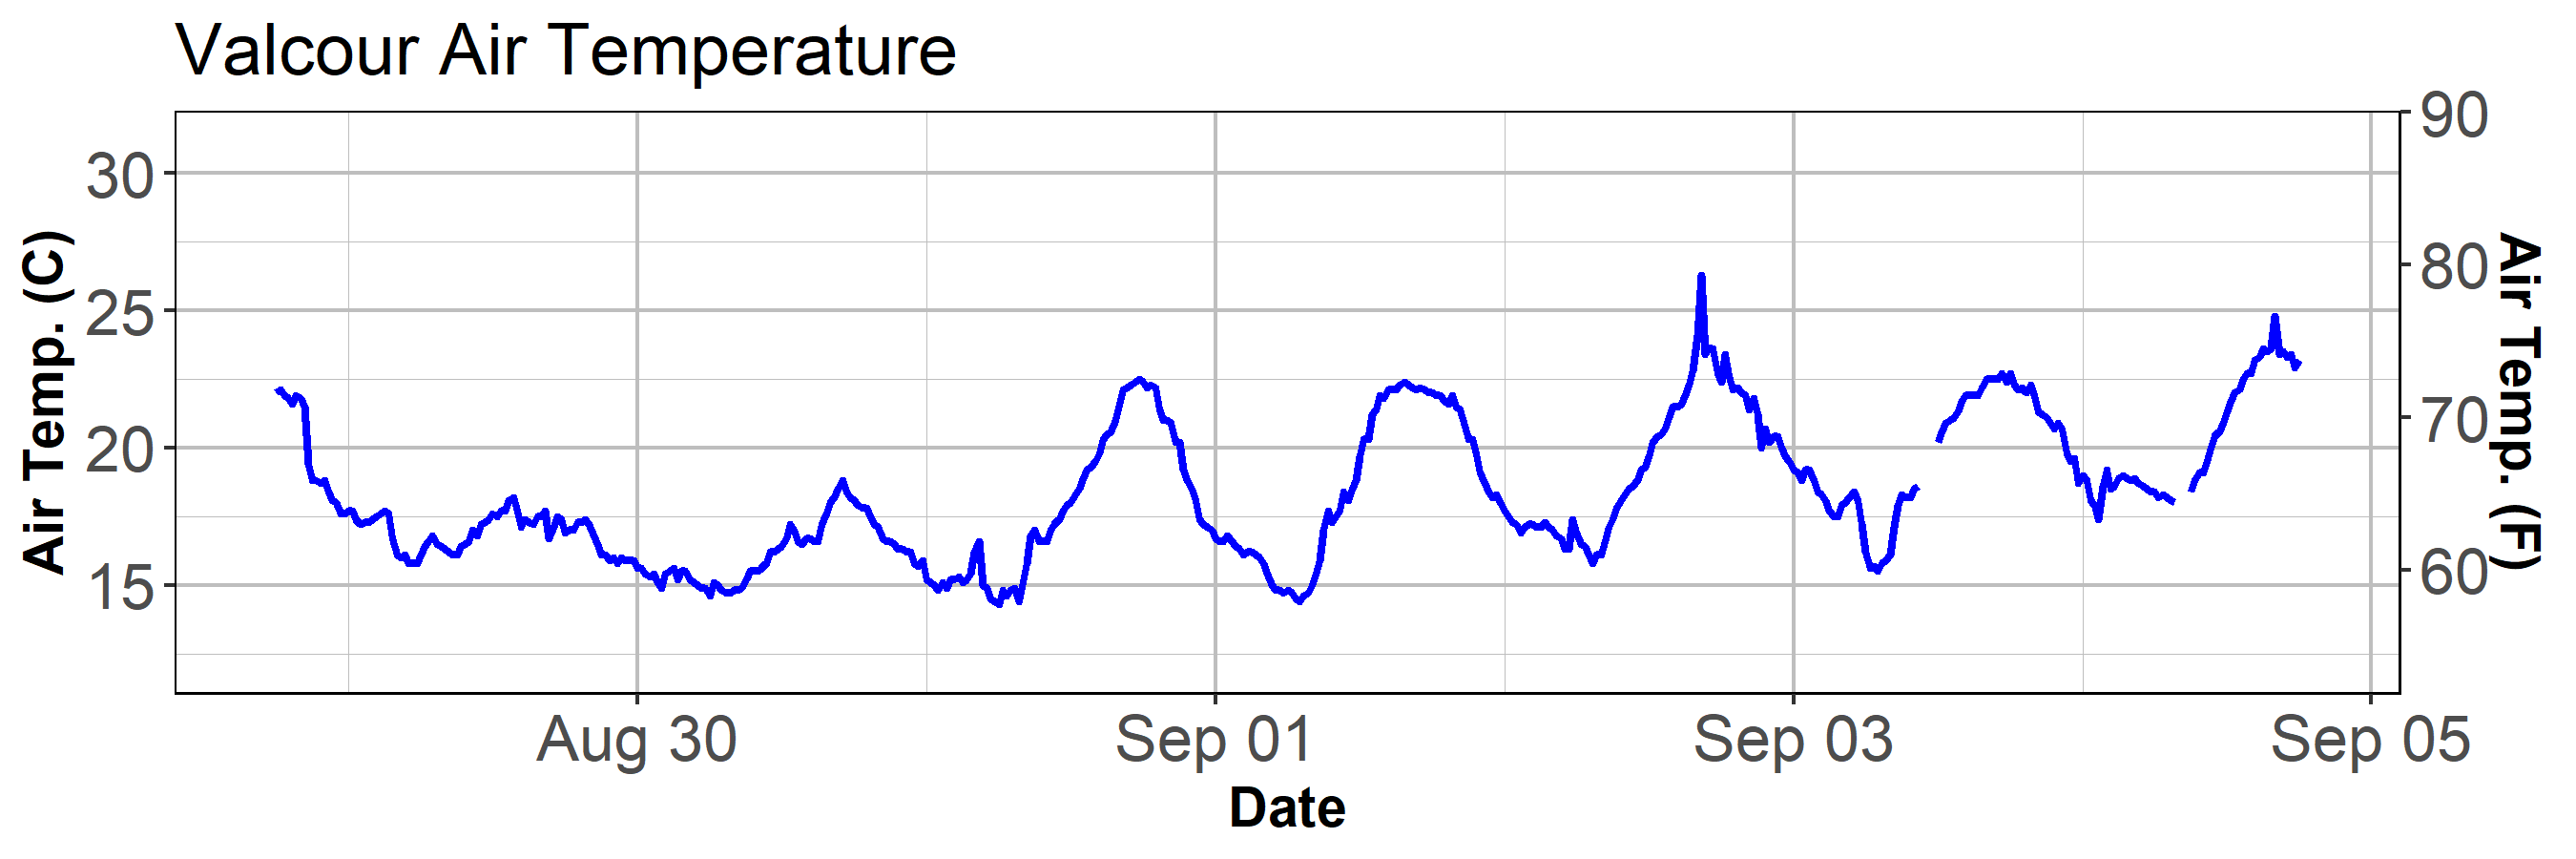 Valcour Air Temperature
Air Temp. (C)
30
25
20
15
90
80
70
60
Air Temp. (F)
Aug 30
Sep 01
Sep 03
Sep 05
Date